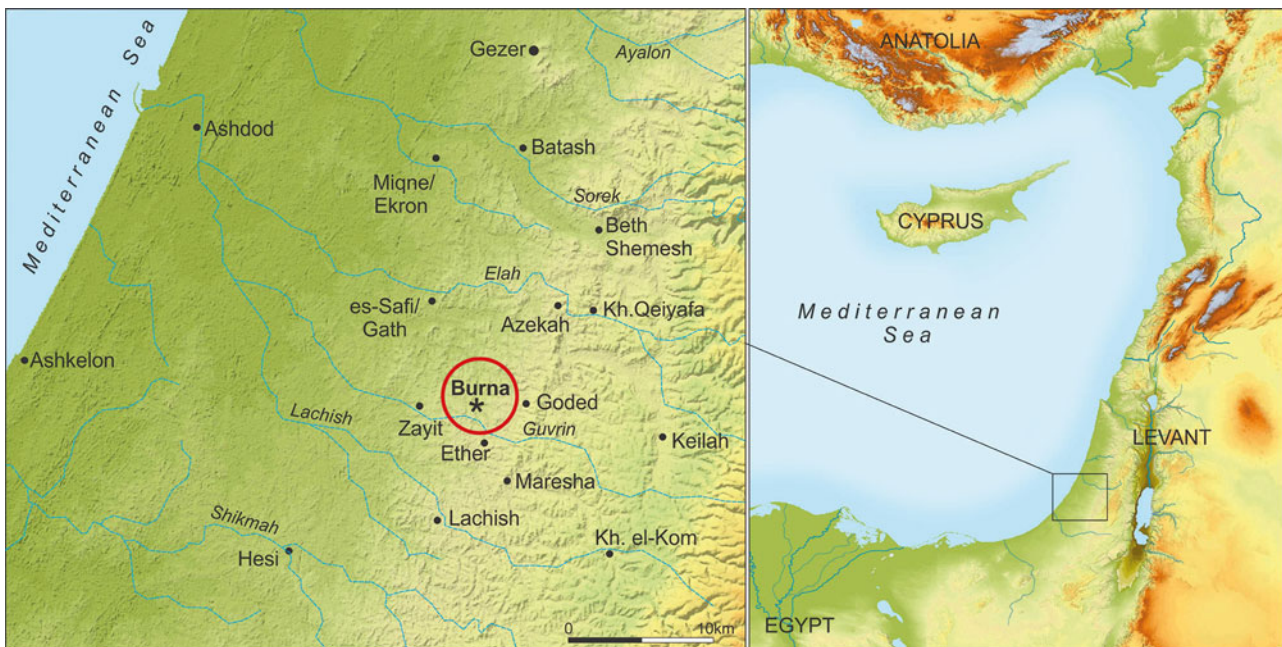 Mediterranean Sea
Gezer
Ayalon
Ashdod
Batash
Miqne/
Ekron
Sorek
Beth
Shemesh
Elah
es-Safi/
Gath
Azekah
Kh.Qeiyafa
Ashkelon
Burna
*
Goded
Zayit
Guvrin
Lachish
Ether
Keilah
Maresha
Lachish
Shikmah
Hesi
Kh. el-Kom
0
10km
ANATOLIA
CYPRUS
Mediterranean
Sea
LEVANT
EGYPT